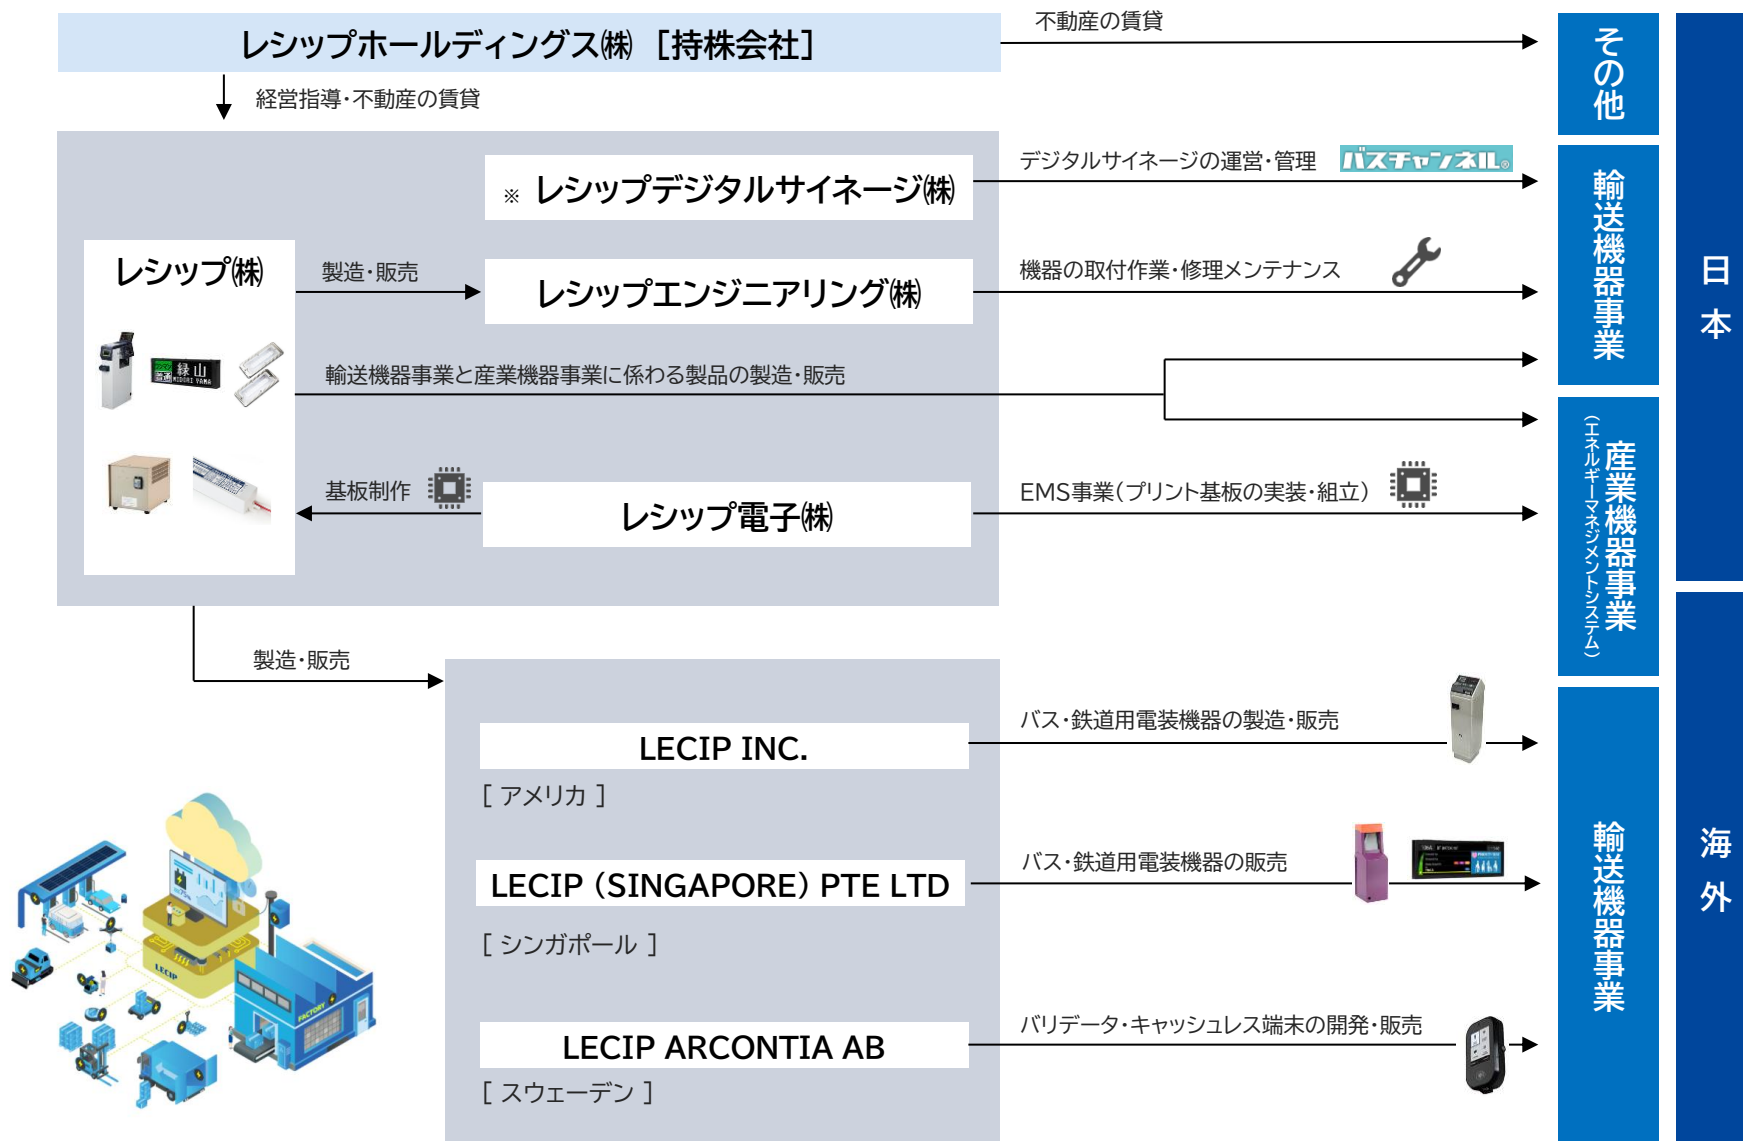 レシップホールディングス㈱ [持株会社]
不動産の賃貸
その他
経営指導・不動産の賃貸
※ レシップデジタルサイネージ㈱
デジタルサイネージの運営・管理
バスチャンネル®
レシップ㈱
製造・販売
レシップエンジニアリング㈱
機器の取付作業・修理メンテナンス
輸送機器事業
日本
緑山
MIDORI YAMA
普通
輸送機器事業と産業機器事業に係わる製品の製造・販売
基板制作
レシップ電子㈱
EMS事業(プリント基板の実装・組立)
産業機器事業
(エネルギーマネジメントシステム)
製造・販売
LECIP INC.
[ アメリカ ]
バス・鉄道用電装機器の製造・販売
LECIP (SINGAPORE) PTE LTD
[ シンガポール ]
バス・鉄道用電装機器の販売
LECIP ARCONTIA AB
[ スウェーデン ]
バリデータ・キャッシュレス端末の開発・販売
輸送機器事業
海外
LECIP
FACTORY